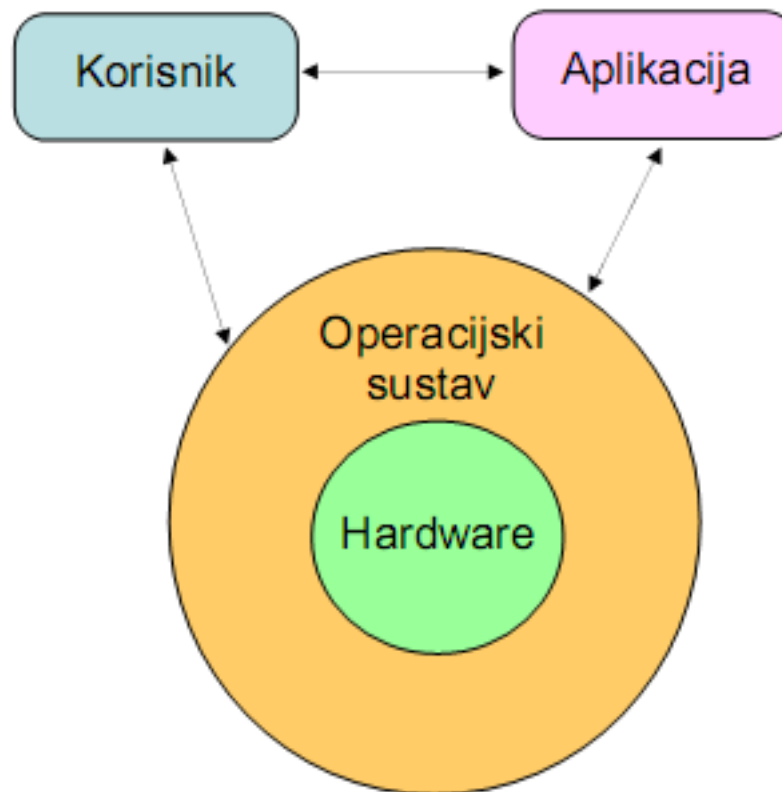 Korisnik
Aplikacija
Operacijski
sustav
Hardware